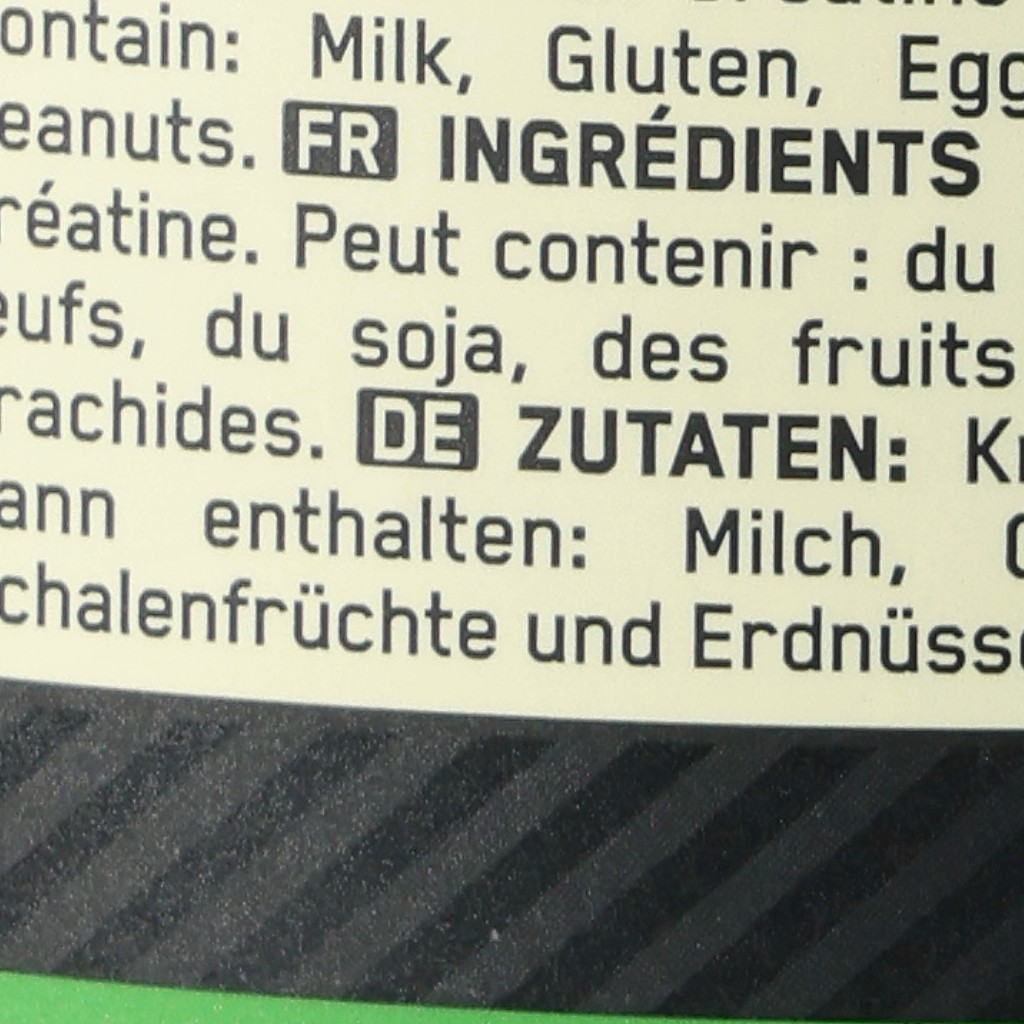 ontain: Milk, Gluten, Egg
eanuts. FR INGRÉDIENTS
réatine. Peut contenir : du
eufs, du soja, des fruits
rachides. DE ZUTATEN: Kr
ann enthalten: Milch, G
chalenfrüchte und Erdnüsse